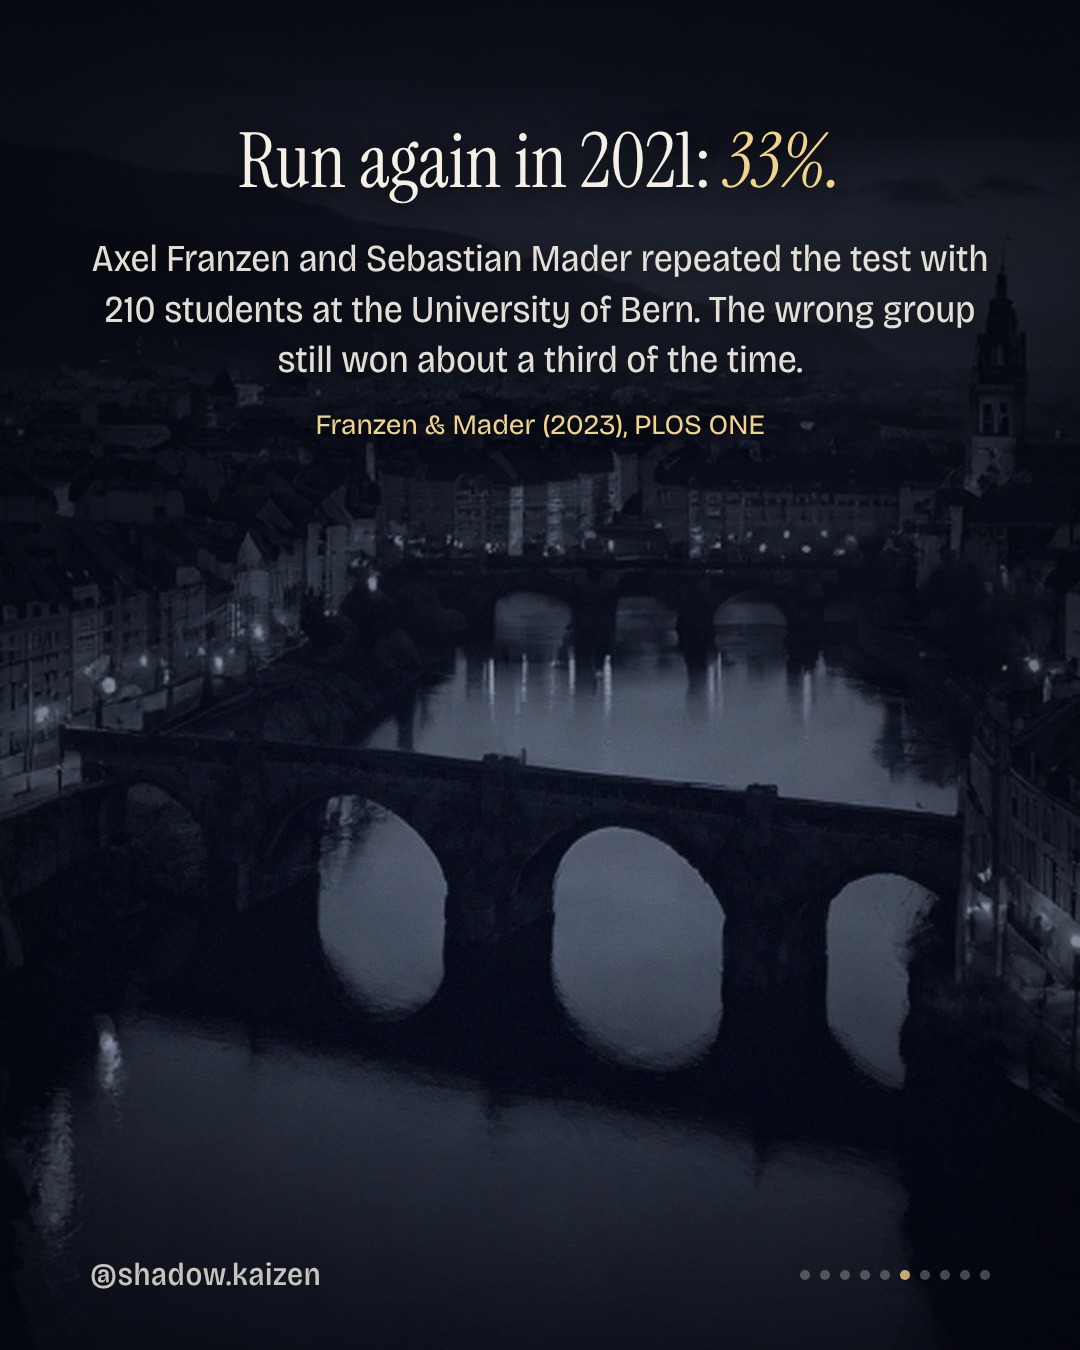 Run again in 2021: 33%.
Axel Franzen and Sebastian Mader repeated the test with
210 students at the University of Bern. The wrong group
still won about a third of the time.
Franzen & Mader (2023), PLOS ONE
@shadow.kaizen